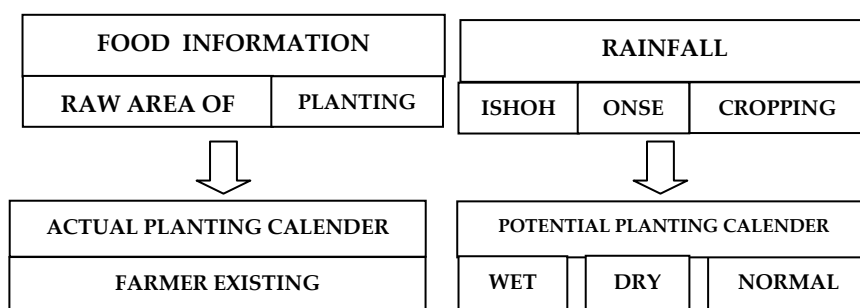 FOOD INFORMATION
RAW AREA OF PLANTING
RAINFALL
ISHOH ONSE CROPPING
ACTUAL PLANTING CALENDER
FARMER EXISTING
POTENTIAL PLANTING CALENDER
WET DRY NORMAL